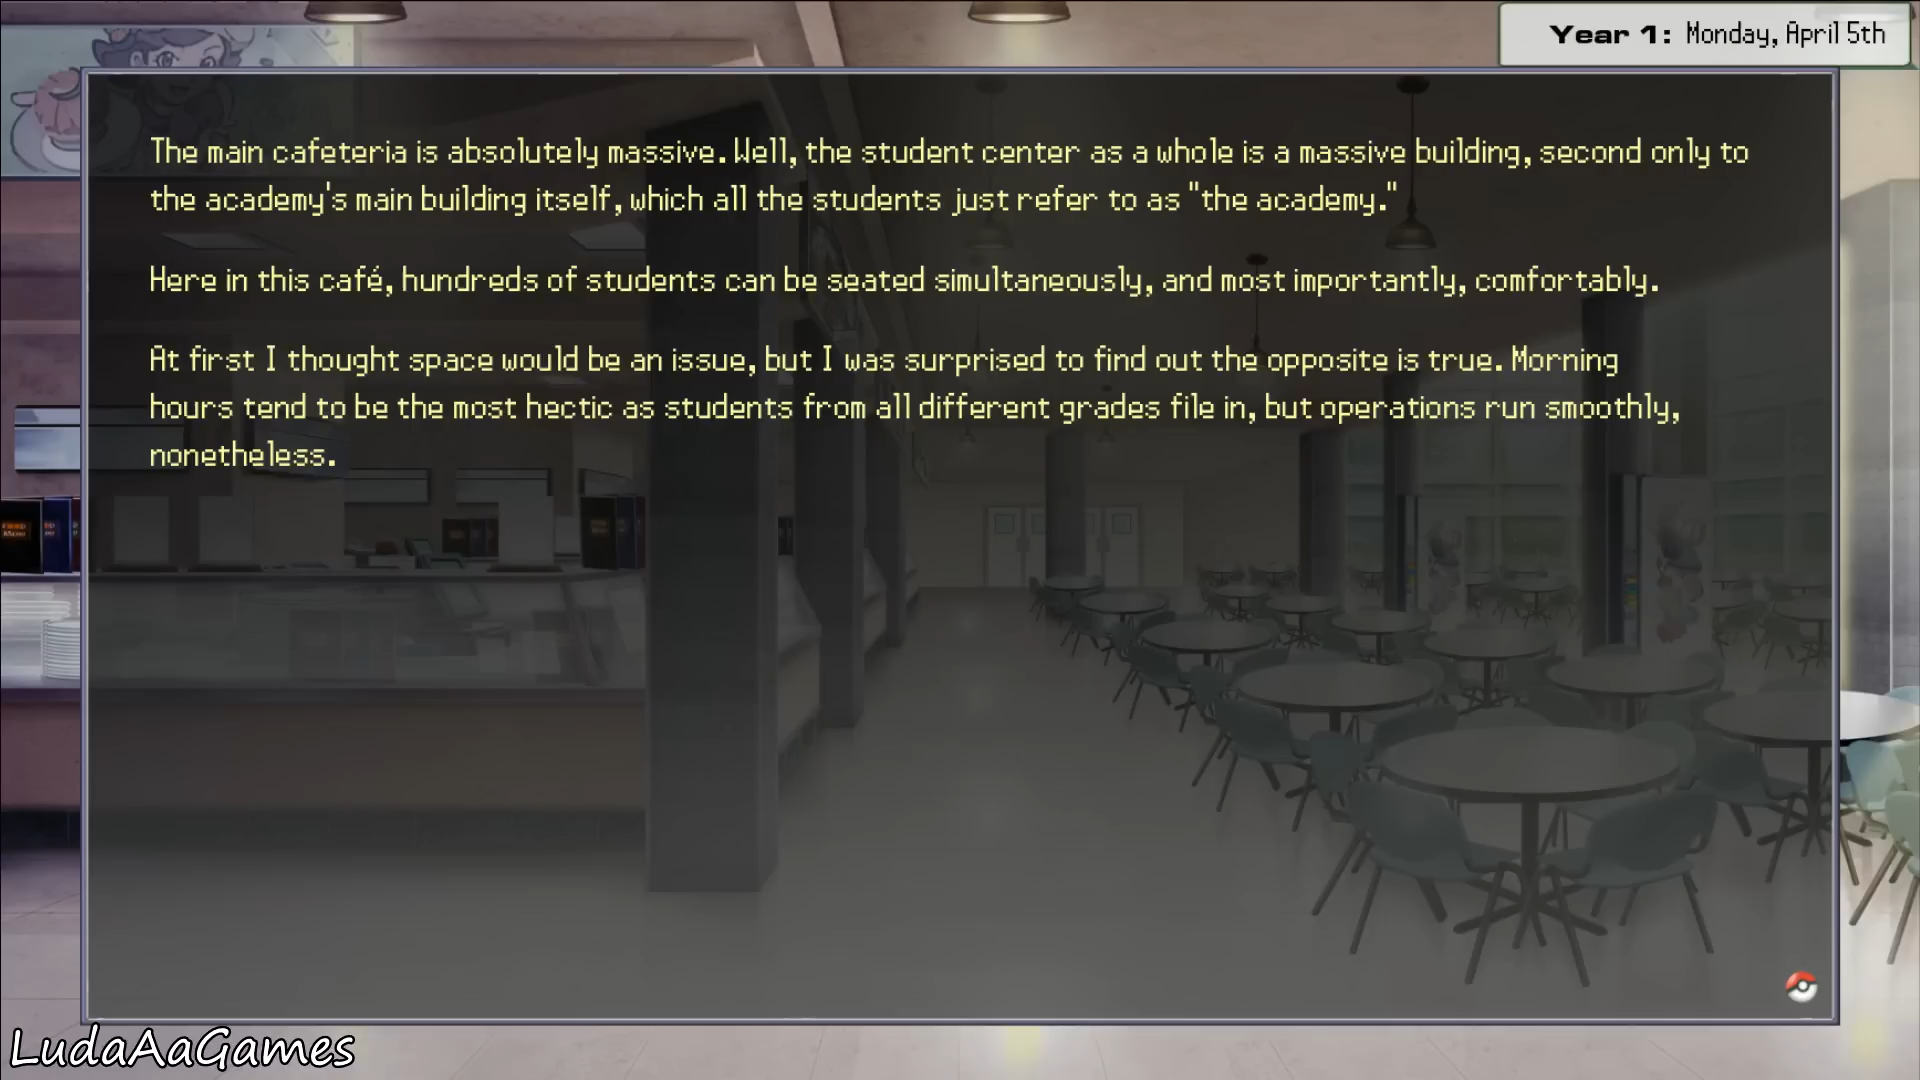 Year 1: Monday, April 5th
The main cafeteria is absolutely massive. Well, the student center as a whole is a massive building, second only to
the academy's main building itself, which all the students just refer to as "the academy."
Here in this café, hundreds of students can be seated simultaneously, and most importantly, comfortably.
At first I thought space would be an issue, but I was surprised to find out the opposite is true. Morning
hours tend to be the most hectic as students from all different grades file in, but operations run smoothly,
nonetheless.
LudaAaGames